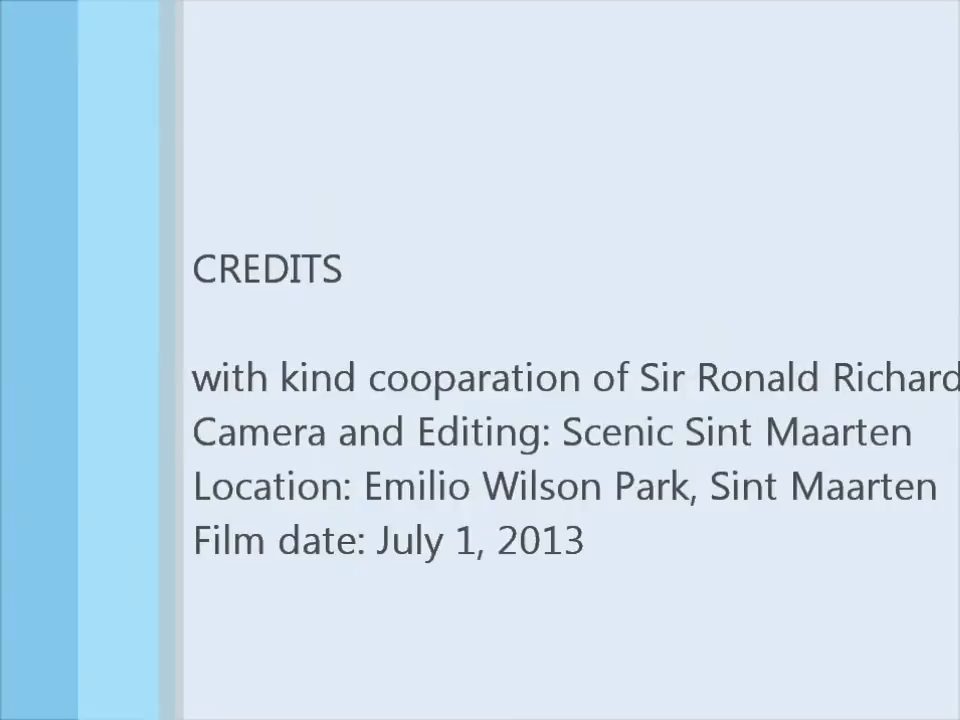 CREDITS
with kind cooparation of Sir Ronald Richard
Camera and Editing: Scenic Sint Maarten
Location: Emilio Wilson Park, Sint Maarten
Film date: July 1, 2013